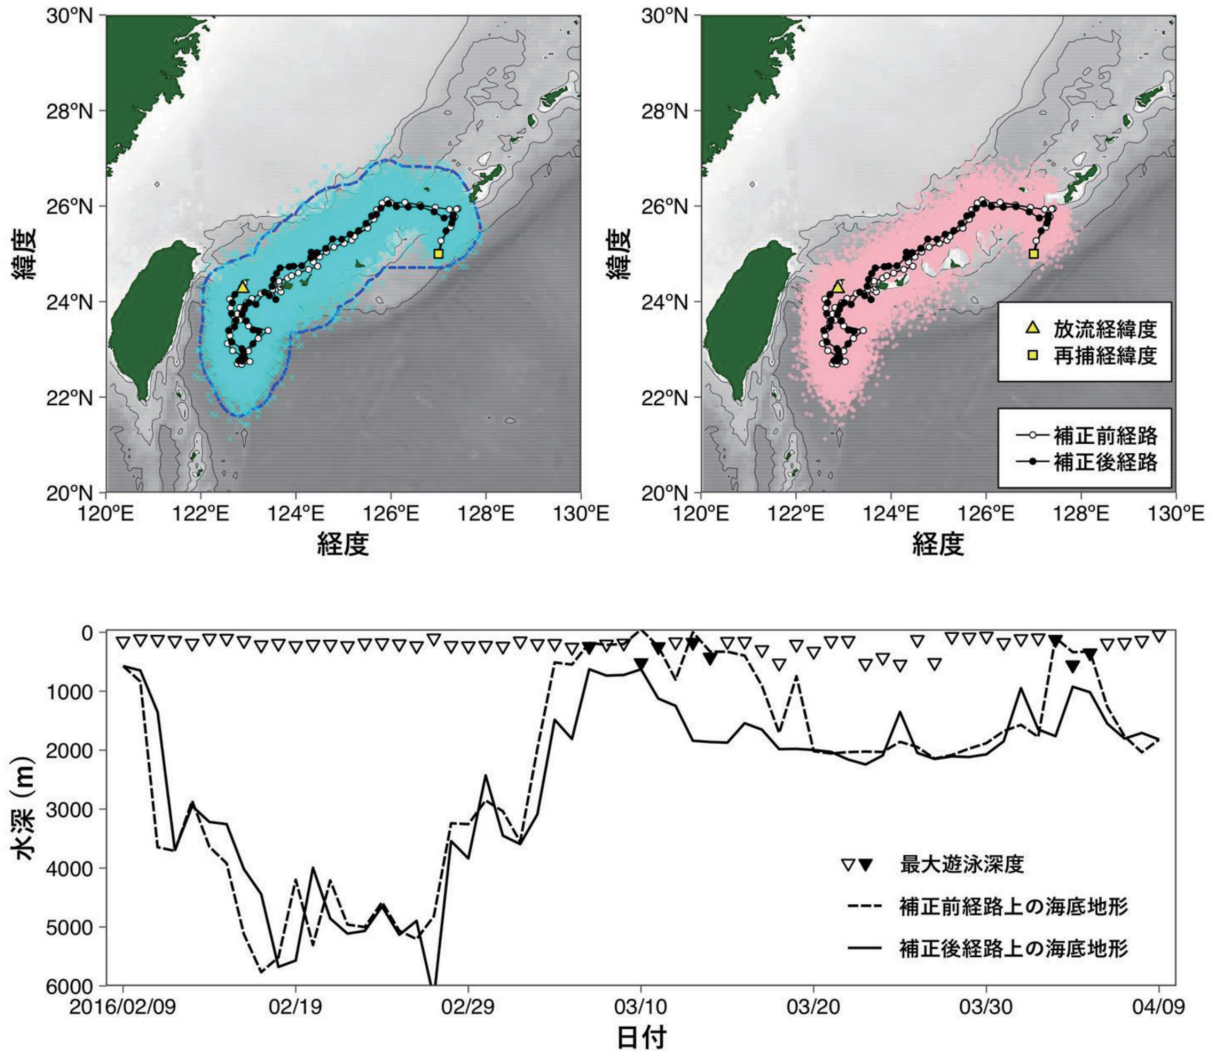 30°N
28°N
26°N
24°N
22°N
20°N
緯度
120°E 122°E 124°E 126°E 128°E 130°E
経度
30°N
28°N
26°N
24°N
22°N
20°N
緯度
放流経緯度
再捕経緯度
補正前経路
補正後経路
120°E 122°E 124°E 126°E 128°E 130°E
経度
0
1000
2000
3000
4000
5000
6000
水深 (m)
最大遊泳深度
補正前経路上の海底地形
補正後経路上の海底地形
2016/02/09 02/19 02/29 03/10 03/20 03/30 04/09
日付